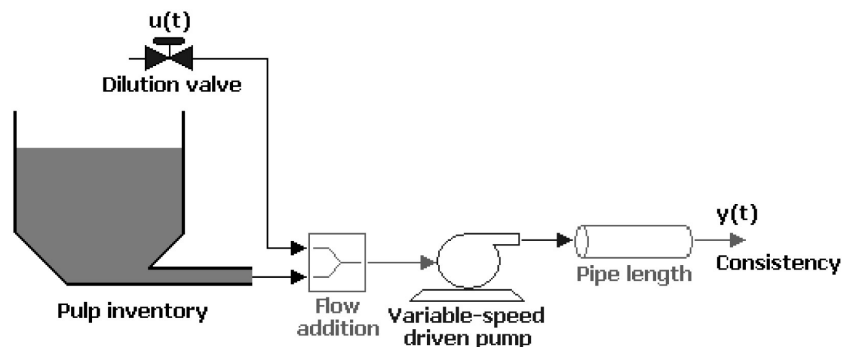 u(t)
Dilution valve
y(t)
Pipe length
Consistency
Pulp inventory
Flow
addition
Variable-speed
driven pump